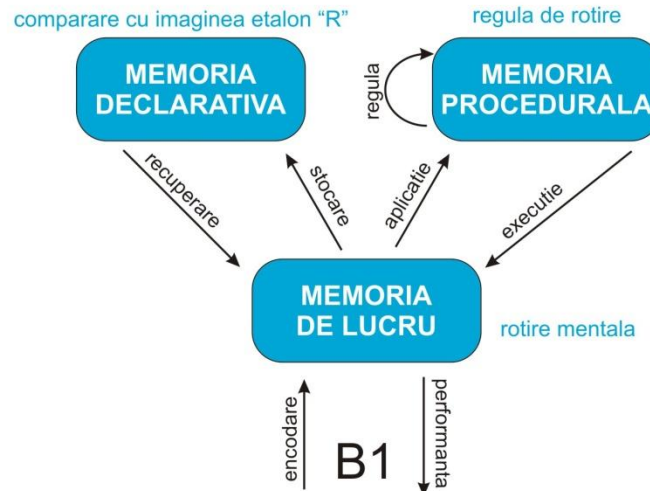 comparare cu imaginea etalon “R”
regula de rotire
MEMORIA
DECLARATIVA
regula
MEMORIA
PROCEDURALA
recuperare
stocare
aplicatie
executie
MEMORIA
DE LUCRU
rotire mentala
encodare
B1
performanta